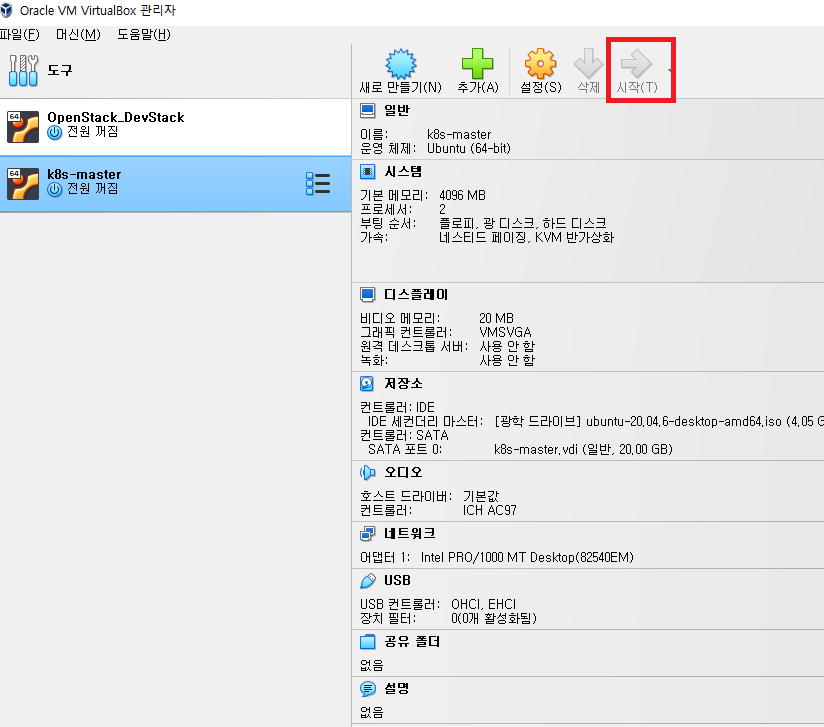 Oracle VM VirtualBox 관리자
파일(F) 머신(M) 도움말(H)
도구
새로 만들기(N) 추가(A) 설정(S) 삭제 시작(T)
64 OpenStack_DevStack
전원 꺼짐
64 k8s-master
전원 꺼짐
일반
이름: k8s-master
운영 체제: Ubuntu (64-bit)
시스템
기본 메모리: 4096 MB
프로세서: 2
부팅 순서: 플로피, 광 디스크, 하드 디스크
가속: 네스티드 페이징, KVM 반가상화
디스플레이
비디오 메모리: 20 MB
그래픽 컨트롤러: VMSVGA
원격 데스크톱 서버: 사용 안 함
녹화: 사용 안 함
저장소
컨트롤러: IDE
IDE 세컨더리 마스터: [광학 드라이브] ubuntu-20.04.6-desktop-amd64.iso (4.05 G
컨트롤러: SATA
SATA 포트 0: k8s-master.vdi (일반, 20.00 GB)
오디오
호스트 드라이버: 기본값
컨트롤러: ICH AC97
네트워크
어댑터 1: Intel PRO/1000 MT Desktop(82540EM)
USB
USB 컨트롤러: OHCI, EHCI
장치 필터: 0(0개 활성화됨)
공유 폴더
없음
설명
없음